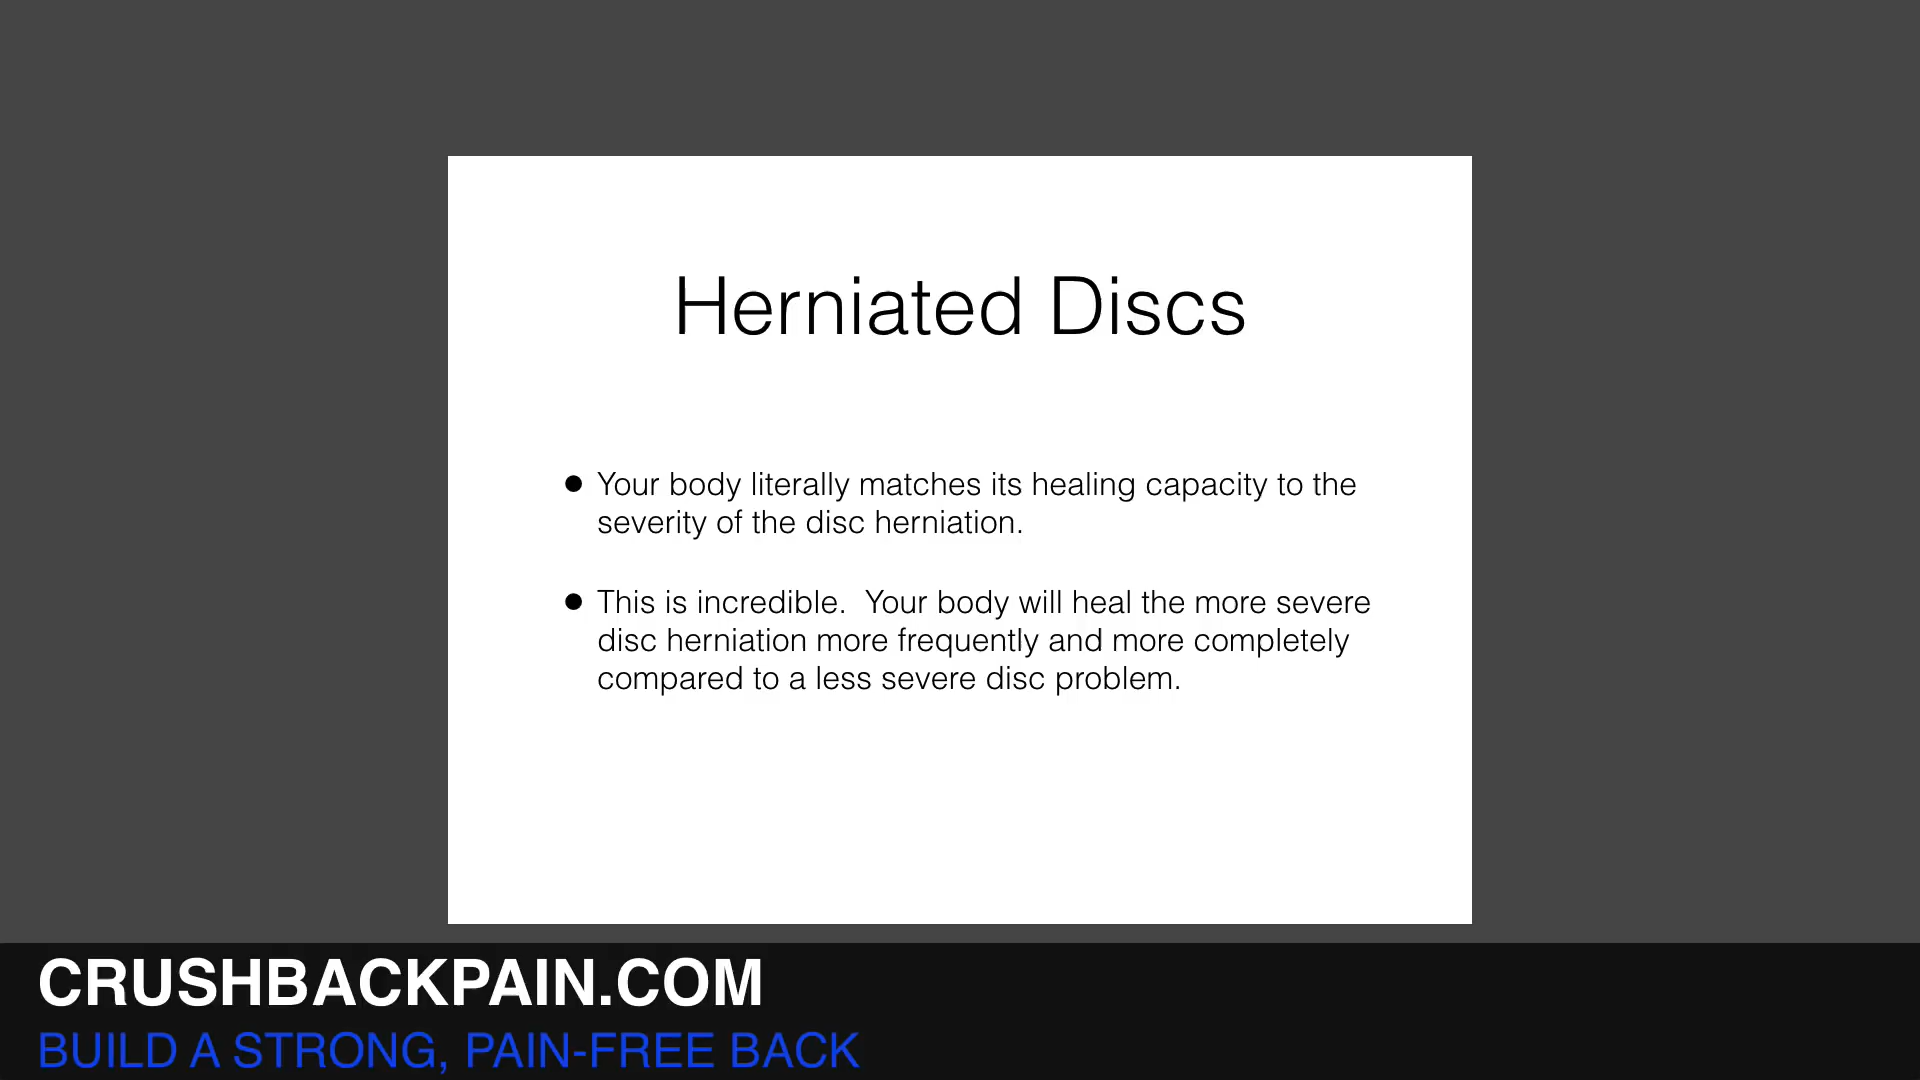 Herniated Discs
● Your body literally matches its healing capacity to the
severity of the disc herniation.
● This is incredible.  Your body will heal the more severe
disc herniation more frequently and more completely
compared to a less severe disc problem.
CRUSHBACKPAIN.COM
BUILD A STRONG, PAIN-FREE BACK